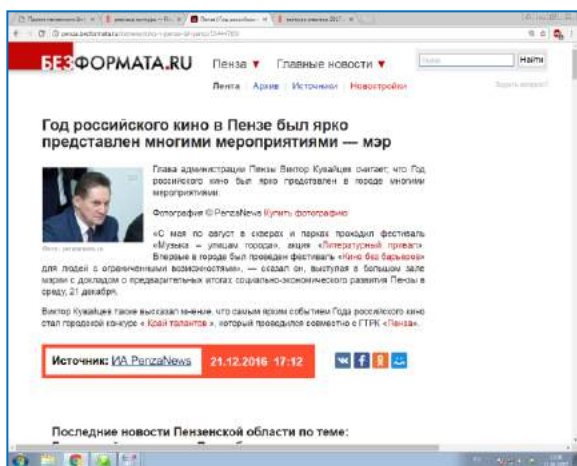 БЕЗФОРМАТА.RU
Пенза ▼ Главные новости ▼
Найти
Лента Архив Источники Новостройки
Задать вопрос?
Год российского кино в Пензе был ярко
представлен многими мероприятиями — мэр
Глава администрации Пензы Виктор Кувайцев считает, что Год
российского кино был ярко представлен в городе многими
мероприятиями.
Фотография © PenzaNews Купить фотографию
Фото: penzanews.ru
«С мая по август в скверах и парках проходил фестиваль
«Музыка – улицам города», акция «Литературный привал».
Впервые в городе был проведен фестиваль «Кино без барьеров»
для людей с ограниченными возможностями», — сказал он, выступая в большом зале
мэрии с докладом о предварительных итогах социально-экономического развития Пензы в
среду, 21 декабря.
Виктор Кувайцев также высказал мнение, что самым ярким событием Года российского кино
стал городской конкурс « Край талантов », который проводился совместно с ГТРК «Пенза».
Источник: ИА PenzaNews 21.12.2016 17:12
Последние новости Пензенской области по теме: